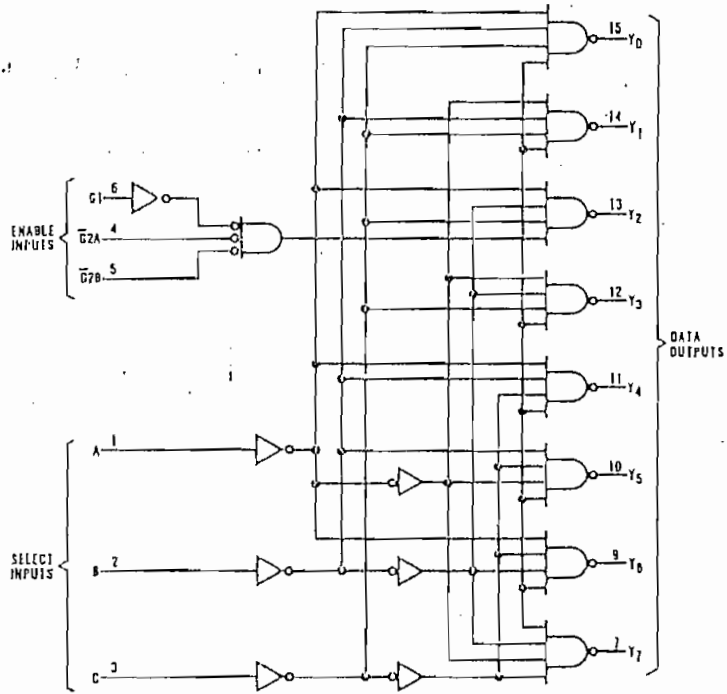 15 Y0
14 Y1
6
G1
13 Y2
ENABLE INPUTS
4
G2A
5
G2B
12 Y3
DATA OUTPUTS
11 Y4
1
A
10 Y5
SELECT INPUTS
2
B
9 Y6
3
C
7 Y7